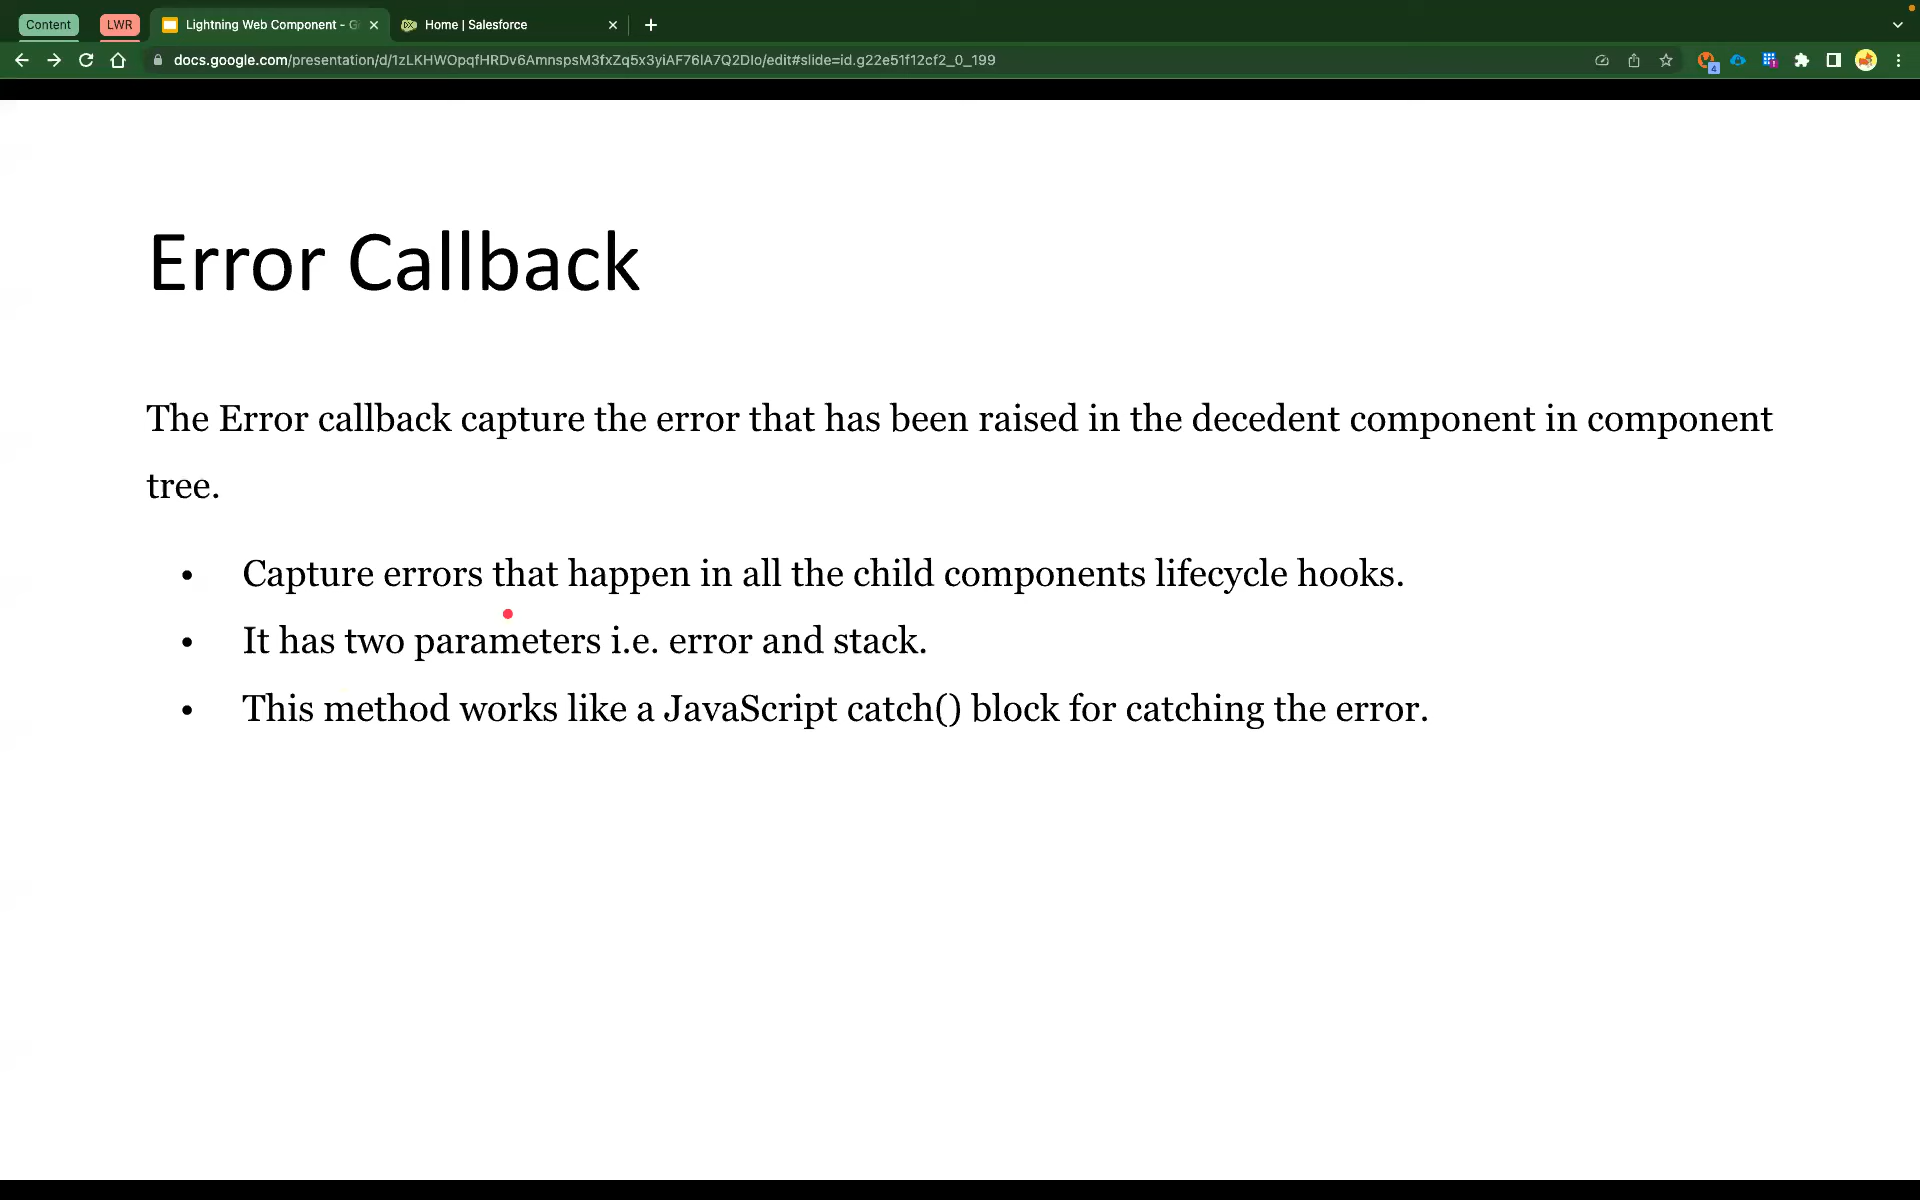 Content
LWR
Lightning Web Component - G
Home | Salesforce
docs.google.com/presentation/d/1zLKHWOpqfHRDv6AmnspsM3fxZq5x3yiAF76IA7Q2DIo/edit#slide=id.g22e51f12cf2_0_199
4
Error Callback
The Error callback capture the error that has been raised in the decedent component in component
tree.
• Capture errors that happen in all the child components lifecycle hooks.
• It has two parameters i.e. error and stack.
• This method works like a JavaScript catch() block for catching the error.